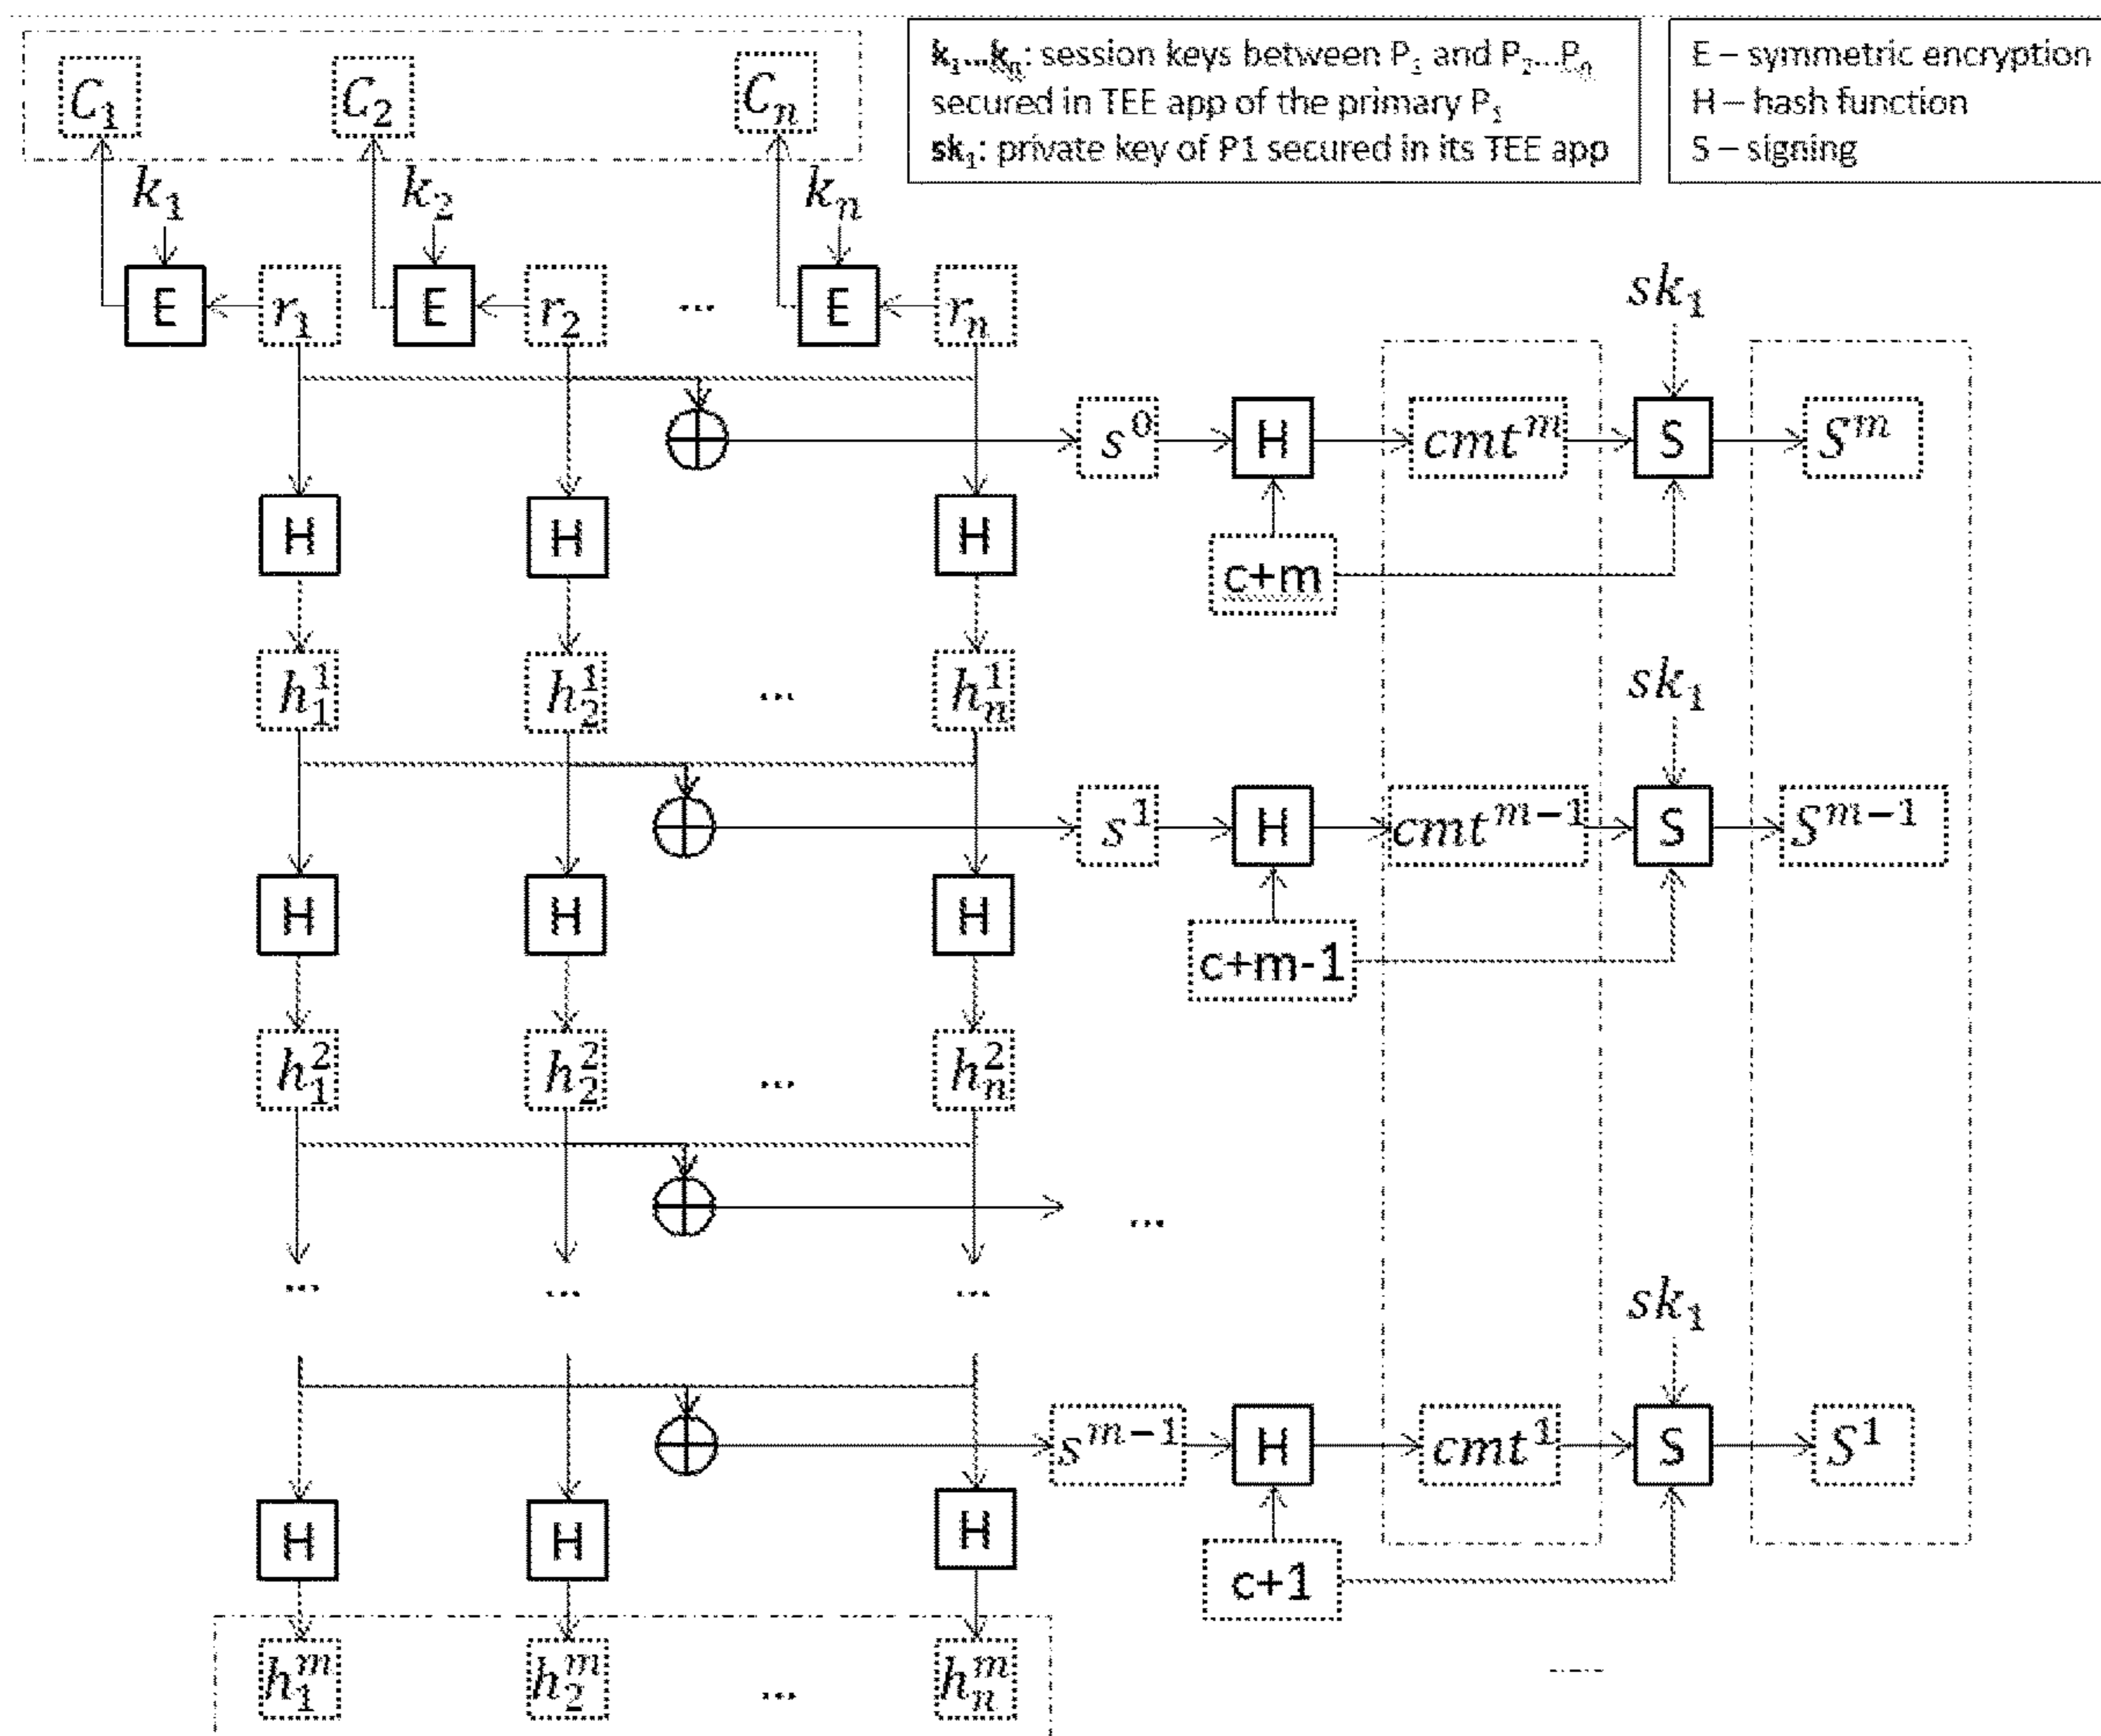 C₁ C₂ Cₙ
k₁...kₙ: session keys between P₁ and P₂...Pₙ
secured in TEE app of the primary P₁
sk₁: private key of P1 secured in its TEE app
E – symmetric encryption
H – hash function
S – signing
k₁ k₂ kₙ
E r₁ E r₂ ... E rₙ sk₁
s⁰ H cmtᵐ S Sᵐ
H H H
c+m
h₁¹ h₂¹ ... hₙ¹ sk₁
s¹ H cmtᵐ⁻¹ S Sᵐ⁻¹
H H H
c+m-1
h₁² h₂² ... hₙ²
...
... ... ...
sk₁
sᵐ⁻¹ H cmt¹ S S¹
H H H
c+1
h₁ᵐ h₂ᵐ ... hₙᵐ